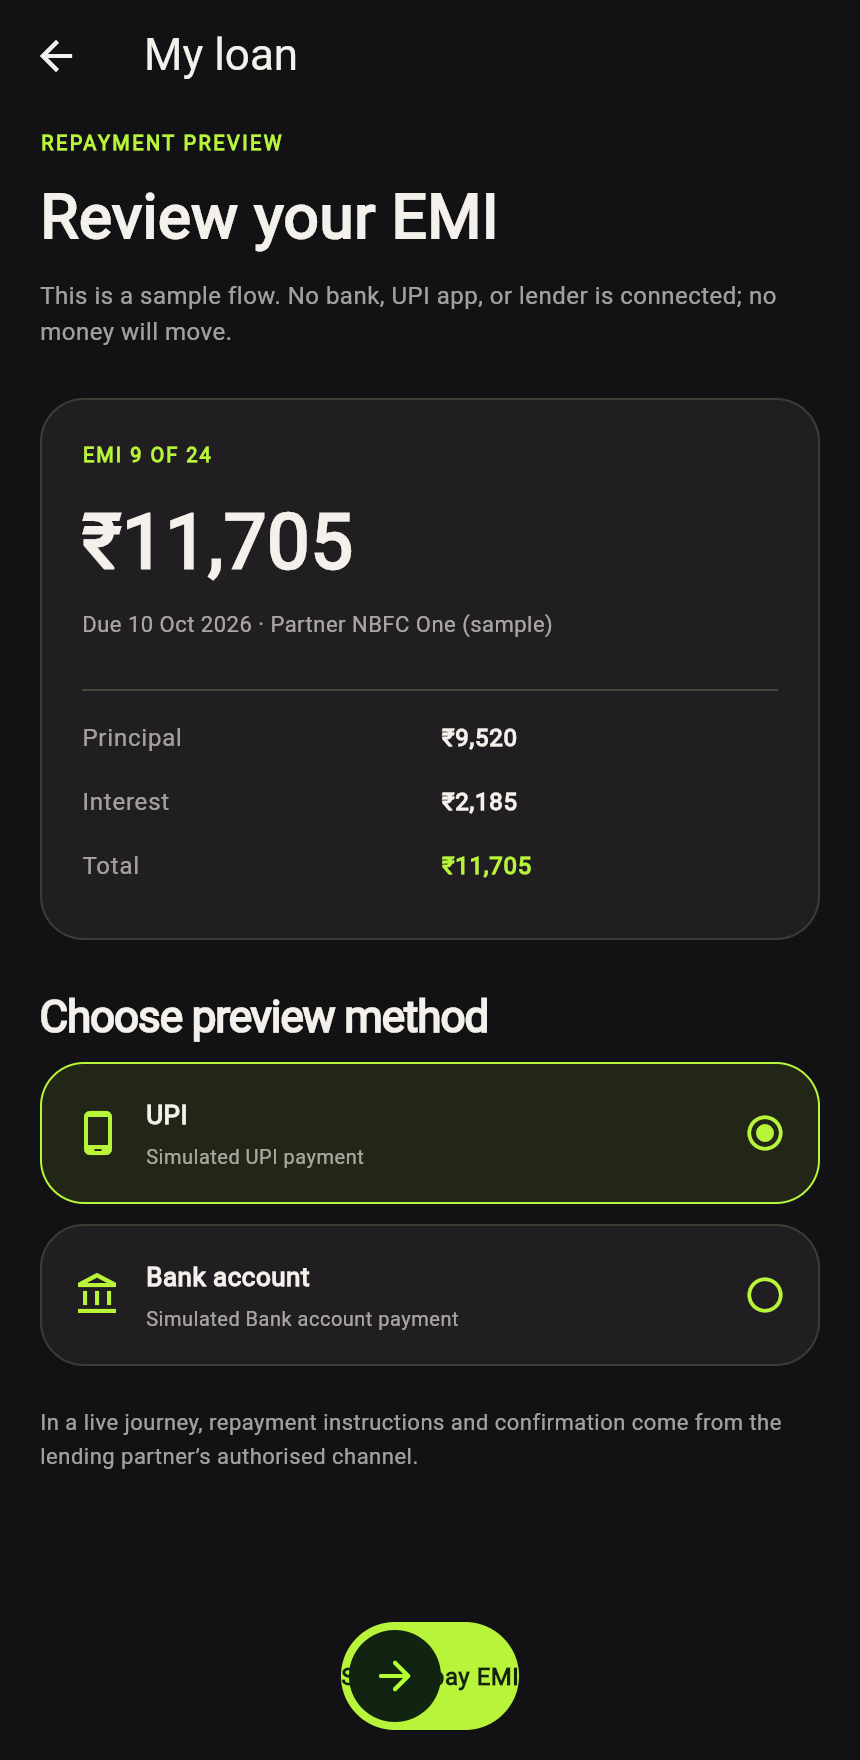 My loan
REPAYMENT PREVIEW
Review your EMI
This is a sample flow. No bank, UPI app, or lender is connected; no
money will move.
EMI 9 OF 24
₹11,705
Due 10 Oct 2026 · Partner NBFC One (sample)
Principal ₹9,520
Interest ₹2,185
Total ₹11,705
Choose preview method
UPI
Simulated UPI payment
Bank account
Simulated Bank account payment
In a live journey, repayment instructions and confirmation come from the
lending partner’s authorised channel.
pay EMI